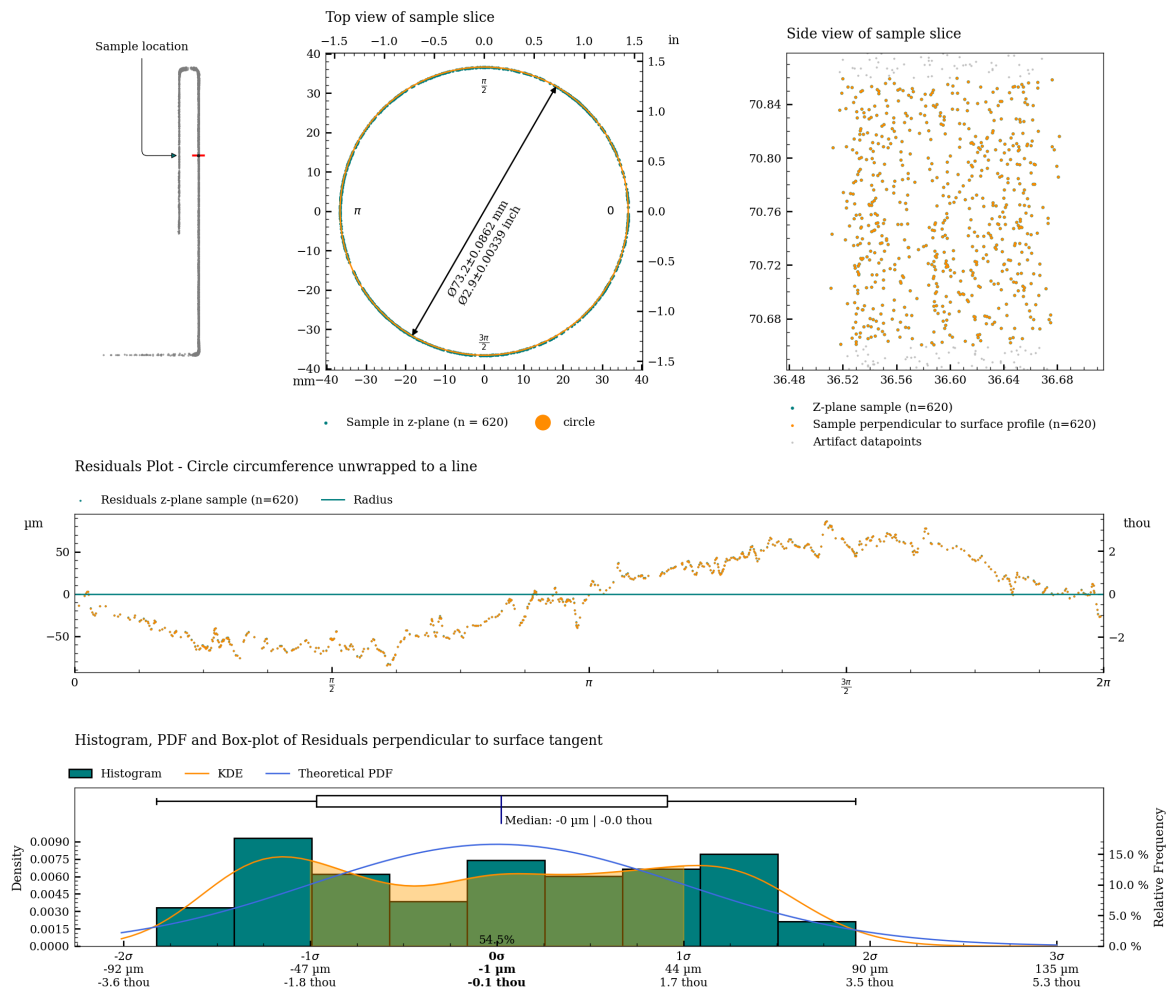 Top view of sample slice
Side view of sample slice
Sample location
−1.5 −1.0 −0.5 0.0 0.5 1.0 1.5 in
40
30
20
10
0
−10
−20
−30
−40
1.5
1.0
0.5
0.0
−0.5
−1.0
−1.5
π/2
π
0
3π/2
Ø73.2±0.0862 mm
Ø2.9±0.00339 inch
mm −40 −30 −20 −10 0 10 20 30 40
Sample in z-plane (n = 620) circle
70.84
70.80
70.76
70.72
70.68
36.48 36.52 36.56 36.60 36.64 36.68
Z-plane sample (n=620)
Sample perpendicular to surface profile (n=620)
Artifact datapoints
Residuals Plot - Circle circumference unwrapped to a line
Residuals z-plane sample (n=620) Radius
µm thou
50
0
−50
2
0
−2
0 π/2 π 3π/2 2π
Histogram, PDF and Box-plot of Residuals perpendicular to surface tangent
Histogram KDE Theoretical PDF
Median: -0 µm | -0.0 thou
Density
0.0090
0.0075
0.0060
0.0045
0.0030
0.0015
0.0000
Relative Frequency
15.0 %
10.0 %
5.0 %
0.0 %
54.5%
-2σ -1σ 0σ 1σ 2σ 3σ
-92 µm -47 µm -1 µm 44 µm 90 µm 135 µm
-3.6 thou -1.8 thou -0.1 thou 1.7 thou 3.5 thou 5.3 thou